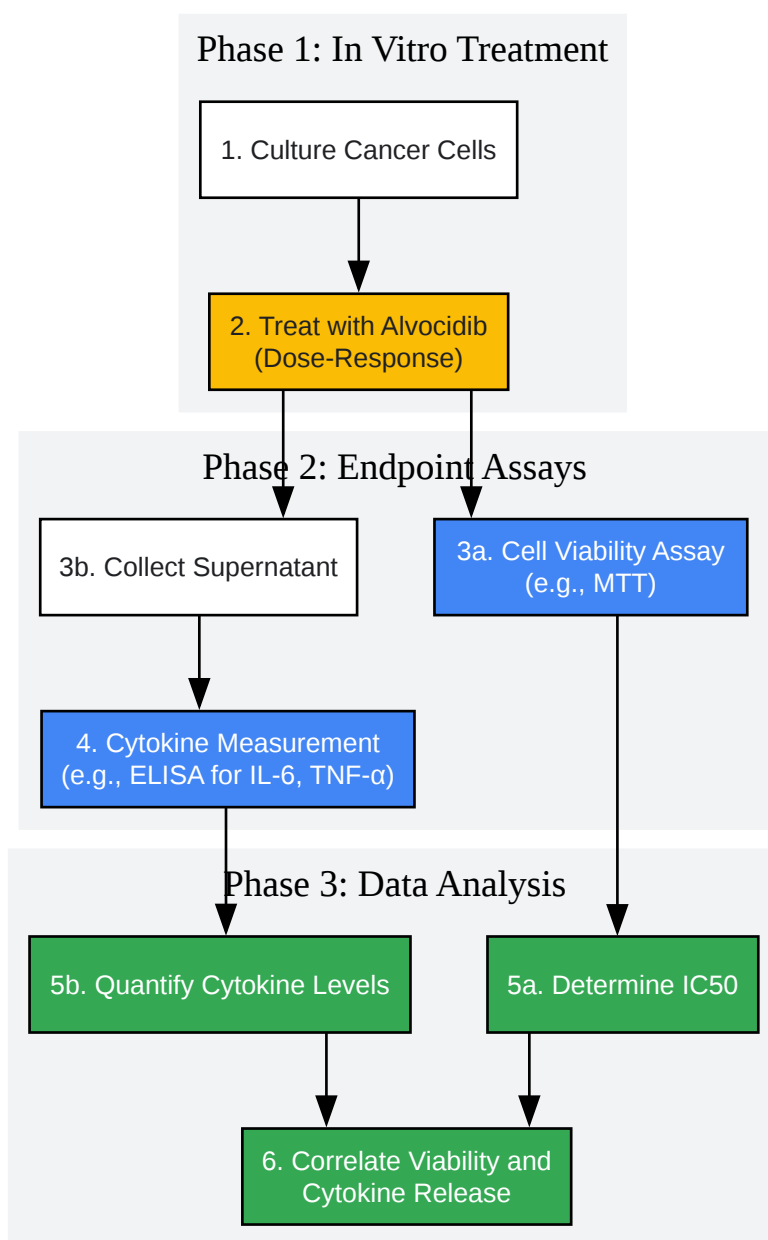 Phase 1: In Vitro Treatment
1. Culture Cancer Cells
2. Treat with Alvocidib
(Dose-Response)
Phase 2: Endpoint Assays
3b. Collect Supernatant
3a. Cell Viability Assay
(e.g., MTT)
4. Cytokine Measurement
(e.g., ELISA for IL-6, TNF-α)
Phase 3: Data Analysis
5b. Quantify Cytokine Levels
5a. Determine IC50
6. Correlate Viability and
Cytokine Release